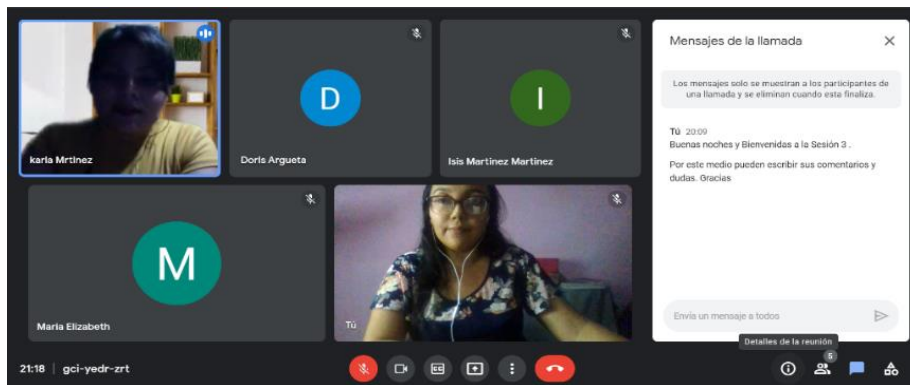 karla Mrtinez
D
Doris Argueta
I
Isis Martinez Martinez
M
Maria Elizabeth
Tú
Mensajes de la llamada
Los mensajes solo se muestran a los participantes de
una llamada y se eliminan cuando esta finaliza.
Tú 20:09
Buenas noches y Bienvenidas a la Sesión 3 .
Por este medio pueden escribir sus comentarios y
dudas. Gracias
Envía un mensaje a todos
Detalles de la reunión
21:18 | gci-yedr-zrt
CC
5